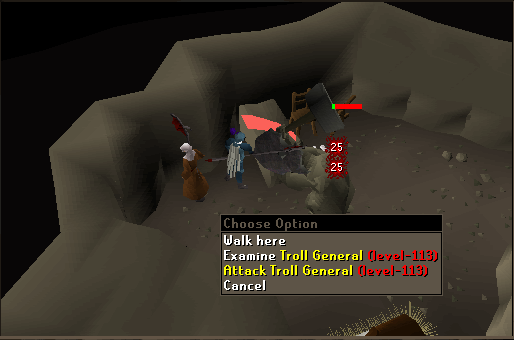 25
25
Choose Option
Walk here
Examine Troll General (level-113)
Attack Troll General (level-113)
Cancel